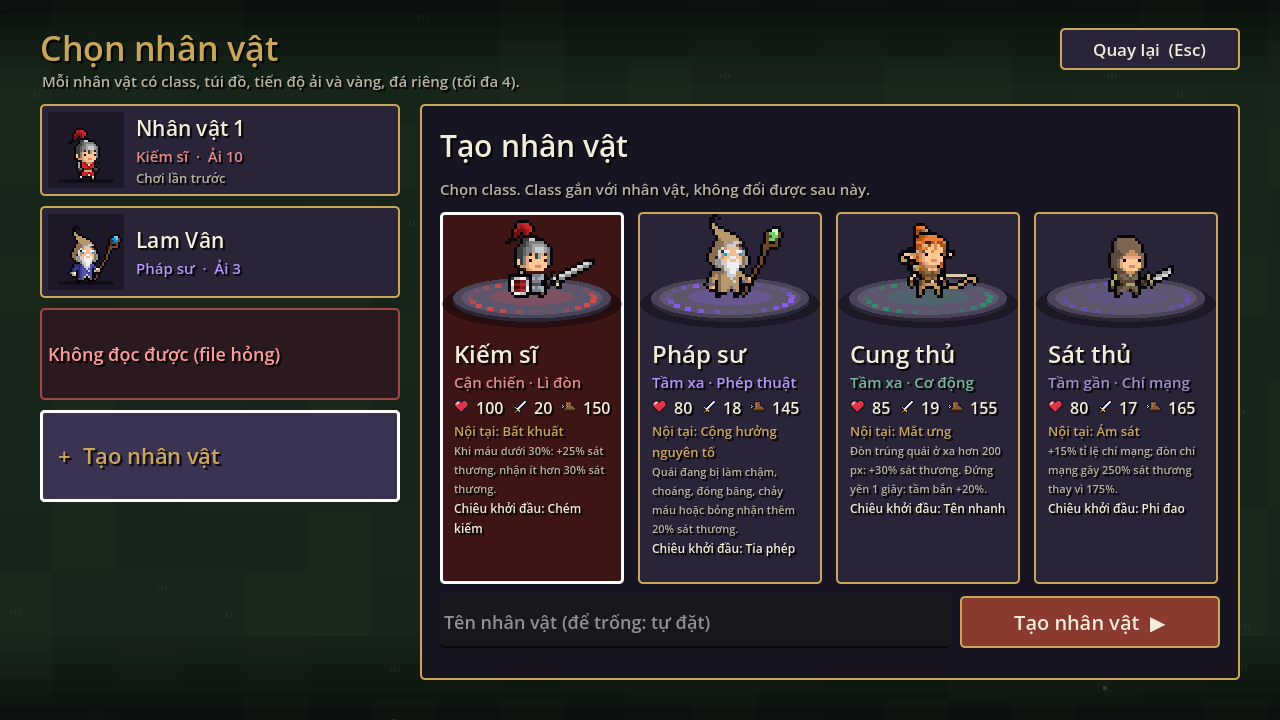 Chọn nhân vật
Quay lại (Esc)
Mỗi nhân vật có class, túi đồ, tiến độ ải và vàng, đá riêng (tối đa 4).
Nhân vật 1
Kiếm sĩ · Ải 10
Chơi lần trước
Lam Vân
Pháp sư · Ải 3
Không đọc được (file hỏng)
+ Tạo nhân vật
Tạo nhân vật
Chọn class. Class gắn với nhân vật, không đổi được sau này.
Kiếm sĩ
Cận chiến · Lì đòn
100 20 150
Nội tại: Bất khuất
Khi máu dưới 30%: +25% sát
thương, nhận ít hơn 30% sát
thương.
Chiêu khởi đầu: Chém
kiếm
Pháp sư
Tầm xa · Phép thuật
80 18 145
Nội tại: Cộng hưởng
nguyên tố
Quái đang bị làm chậm,
choáng, đóng băng, chảy
máu hoặc bỏng nhận thêm
20% sát thương.
Chiêu khởi đầu: Tia phép
Cung thủ
Tầm xa · Cơ động
85 19 155
Nội tại: Mắt ưng
Đòn trúng quái ở xa hơn 200
px: +30% sát thương. Đứng
yên 1 giây: tầm bắn +20%.
Chiêu khởi đầu: Tên nhanh
Sát thủ
Tầm gần · Chí mạng
80 17 165
Nội tại: Ám sát
+15% tỉ lệ chí mạng; đòn chí
mạng gây 250% sát thương
thay vì 175%.
Chiêu khởi đầu: Phi đao
Tên nhân vật (để trống: tự đặt)
Tạo nhân vật ▶